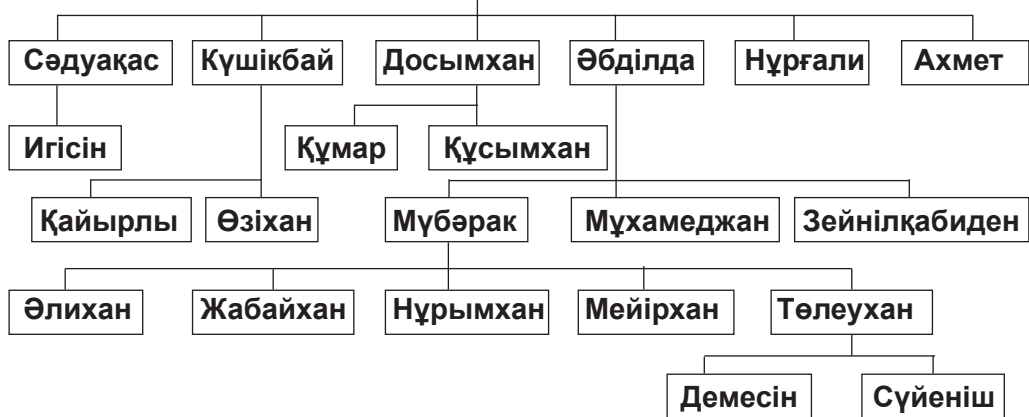 Сәдуақас Күшікбай Досымхан Әбділда Нұрғали Ахмет
Игісін Құмар Құсымхан
Қайырлы Өзіхан Мүбәрак Мұхамеджан Зейнілқабиден
Әлихан Жабайхан Нұрымхан Мейірхан Төлеухан
Демесін Сүйеніш